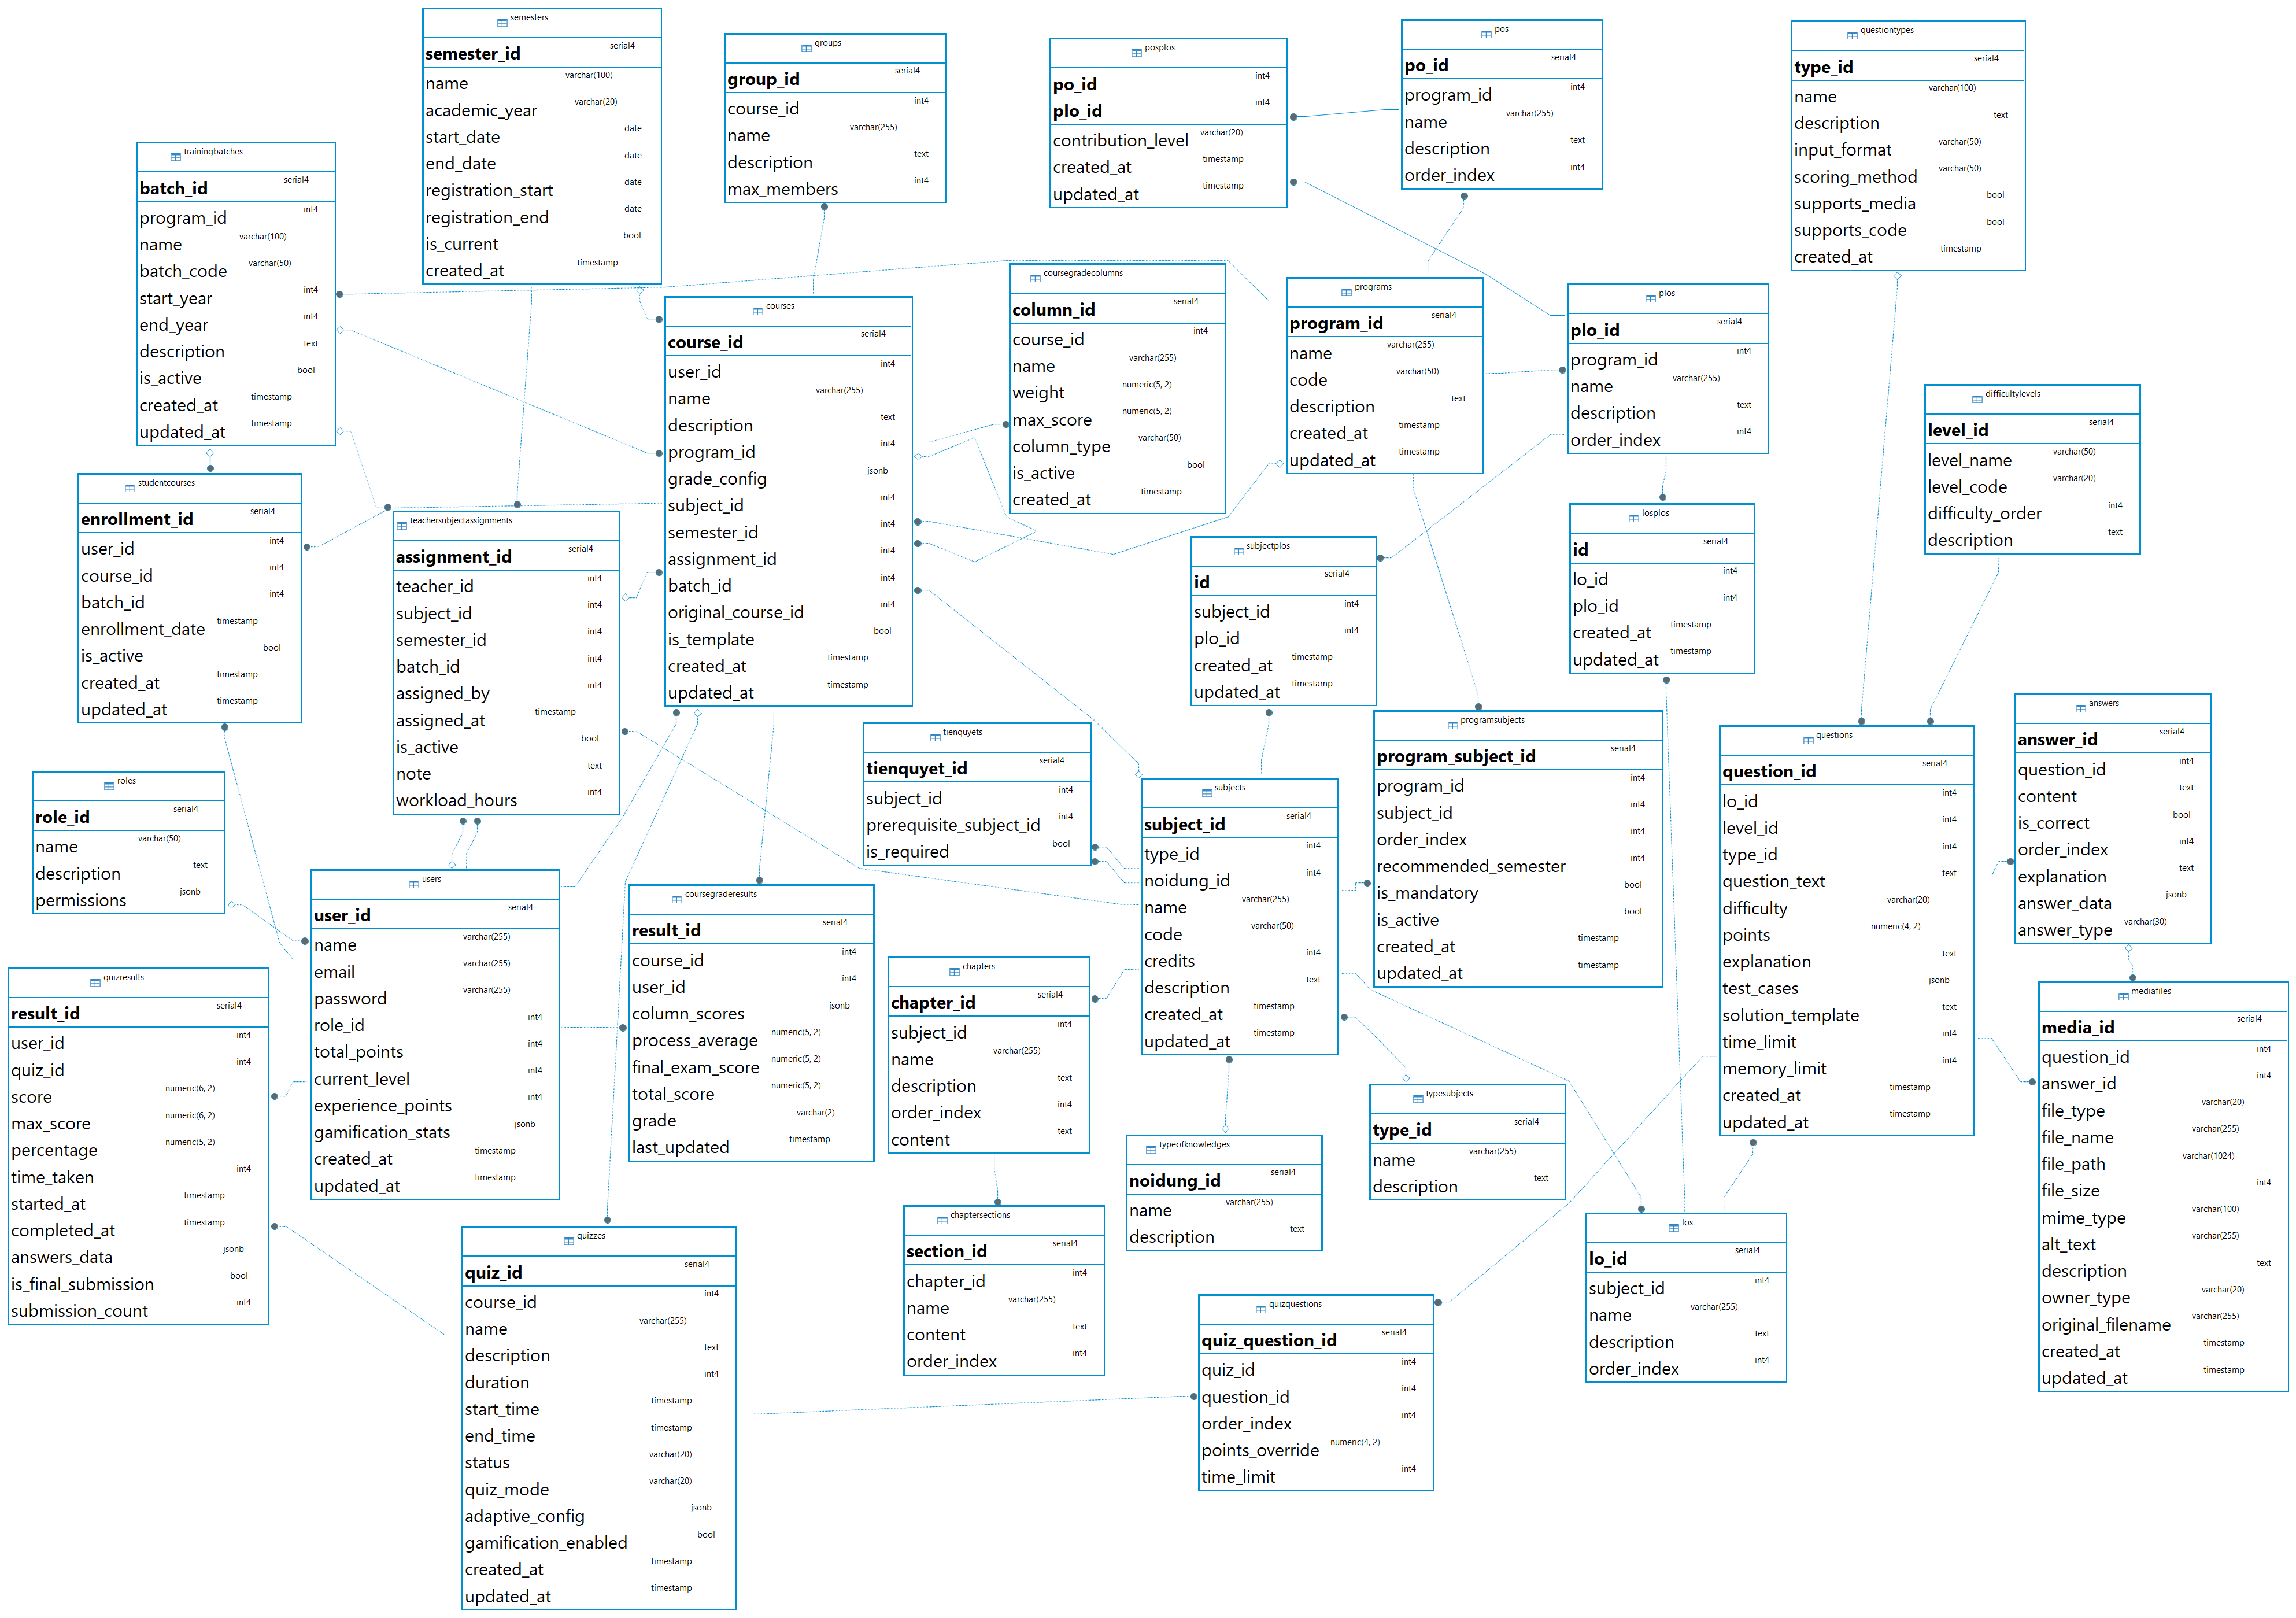 semesters
semester_id serial4
name varchar(100)
academic_year varchar(20)
start_date date
end_date date
registration_start date
registration_end date
is_current bool
created_at timestamp
groups
group_id serial4
course_id int4
name varchar(255)
description text
max_members int4
posplos
po_id int4
plo_id int4
contribution_level varchar(20)
created_at timestamp
updated_at timestamp
pos
po_id serial4
program_id int4
name varchar(255)
description text
order_index int4
questiontypes
type_id serial4
name varchar(100)
description text
input_format varchar(50)
scoring_method varchar(50)
supports_media bool
supports_code bool
created_at timestamp
trainingbatches
batch_id serial4
program_id int4
name varchar(100)
batch_code varchar(50)
start_year int4
end_year int4
description text
is_active bool
created_at timestamp
updated_at timestamp
courses
course_id serial4
user_id int4
name varchar(255)
description text
program_id int4
grade_config jsonb
subject_id int4
semester_id int4
assignment_id int4
batch_id int4
original_course_id int4
is_template bool
created_at timestamp
updated_at timestamp
coursegradecolumns
column_id serial4
course_id int4
name varchar(255)
weight numeric(5, 2)
max_score numeric(5, 2)
column_type varchar(50)
is_active bool
created_at timestamp
programs
program_id serial4
name varchar(255)
code varchar(50)
description text
created_at timestamp
updated_at timestamp
plos
plo_id serial4
program_id int4
name varchar(255)
description text
order_index int4
difficultylevels
level_id serial4
level_name varchar(50)
level_code varchar(20)
difficulty_order int4
description text
studentcourses
enrollment_id serial4
user_id int4
course_id int4
batch_id int4
enrollment_date timestamp
is_active bool
created_at timestamp
updated_at timestamp
teachersubjectassignments
assignment_id serial4
teacher_id int4
subject_id int4
semester_id int4
batch_id int4
assigned_by int4
assigned_at timestamp
is_active bool
note text
workload_hours int4
subjectplos
id serial4
subject_id int4
plo_id int4
created_at timestamp
updated_at timestamp
losplos
id serial4
lo_id int4
plo_id int4
created_at timestamp
updated_at timestamp
tienquyets
tienquyet_id serial4
subject_id int4
prerequisite_subject_id int4
is_required bool
subjects
subject_id serial4
type_id int4
noidung_id int4
name varchar(255)
code varchar(50)
credits int4
description text
created_at timestamp
updated_at timestamp
programsubjects
program_subject_id serial4
program_id int4
subject_id int4
order_index int4
recommended_semester int4
is_mandatory bool
is_active bool
created_at timestamp
updated_at timestamp
questions
question_id serial4
lo_id int4
level_id int4
type_id int4
question_text text
difficulty varchar(20)
points numeric(4, 2)
explanation text
test_cases jsonb
solution_template text
time_limit int4
memory_limit int4
created_at timestamp
updated_at timestamp
answers
answer_id serial4
question_id int4
content text
is_correct bool
order_index int4
explanation text
answer_data jsonb
answer_type varchar(30)
roles
role_id serial4
name varchar(50)
description text
permissions jsonb
users
user_id serial4
name varchar(255)
email varchar(255)
password varchar(255)
role_id int4
total_points int4
current_level int4
experience_points int4
gamification_stats jsonb
created_at timestamp
updated_at timestamp
coursegraderesults
result_id serial4
course_id int4
user_id int4
column_scores jsonb
process_average numeric(5, 2)
final_exam_score numeric(5, 2)
total_score numeric(5, 2)
grade varchar(2)
last_updated timestamp
chapters
chapter_id serial4
subject_id int4
name varchar(255)
description text
order_index int4
content text
quizresults
result_id serial4
user_id int4
quiz_id int4
score numeric(6, 2)
max_score numeric(6, 2)
percentage numeric(5, 2)
time_taken int4
started_at timestamp
completed_at timestamp
answers_data jsonb
is_final_submission bool
submission_count int4
mediafiles
media_id serial4
question_id int4
answer_id int4
file_type varchar(20)
file_name varchar(255)
file_path varchar(1024)
file_size int4
mime_type varchar(100)
alt_text varchar(255)
description text
owner_type varchar(20)
original_filename varchar(255)
created_at timestamp
updated_at timestamp
typesubjects
type_id serial4
name varchar(255)
description text
typeofknowledges
noidung_id serial4
name varchar(255)
description text
chaptersections
section_id serial4
chapter_id int4
name varchar(255)
content text
order_index int4
los
lo_id serial4
subject_id int4
name varchar(255)
description text
order_index int4
quizzes
quiz_id serial4
course_id int4
name varchar(255)
description text
duration int4
start_time timestamp
end_time timestamp
status varchar(20)
quiz_mode varchar(20)
adaptive_config jsonb
gamification_enabled bool
created_at timestamp
updated_at timestamp
quizquestions
quiz_question_id serial4
quiz_id int4
question_id int4
order_index int4
points_override numeric(4, 2)
time_limit int4